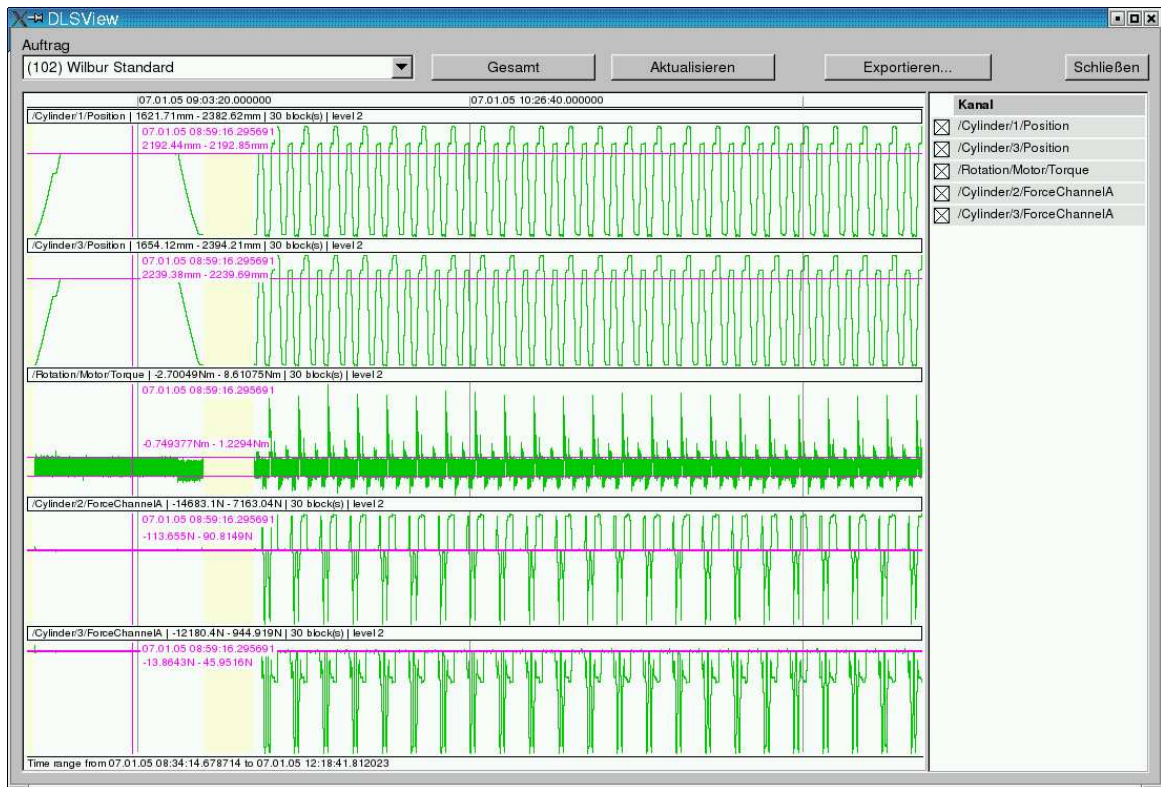 DLSView
Auftrag
(102) Wilbur Standard
Gesamt
Aktualisieren
Exportieren...
Schließen
07.01.05 09:03:20.000000
07.01.05 10:26:40.000000
/Cylinder/1/Position | 1621.71mm - 2382.62mm | 30 block(s) | level 2
07.01.05 08:59:16.295691
2192.44mm - 2192.85mm
/Cylinder/3/Position | 1654.12mm - 2394.21mm | 30 block(s) | level 2
07.01.05 08:59:16.295691
2239.38mm - 2239.69mm
/Rotation/Motor/Torque | -2.70049Nm - 8.61075Nm | 30 block(s) | level 2
07.01.05 08:59:16.295691
-0.749377Nm - 1.2294Nm
/Cylinder/2/ForceChannelA | -14683.1N - 7163.04N | 30 block(s) | level 2
07.01.05 08:59:16.295691
-113.655N - 90.8149N
/Cylinder/3/ForceChannelA | -12180.4N - 944.919N | 30 block(s) | level 2
07.01.05 08:59:16.295691
-13.8643N - 45.9516N
Time range from 07.01.05 08:34:14.678714 to 07.01.05 12:18:41.812023
Kanal
/Cylinder/1/Position
/Cylinder/3/Position
/Rotation/Motor/Torque
/Cylinder/2/ForceChannelA
/Cylinder/3/ForceChannelA